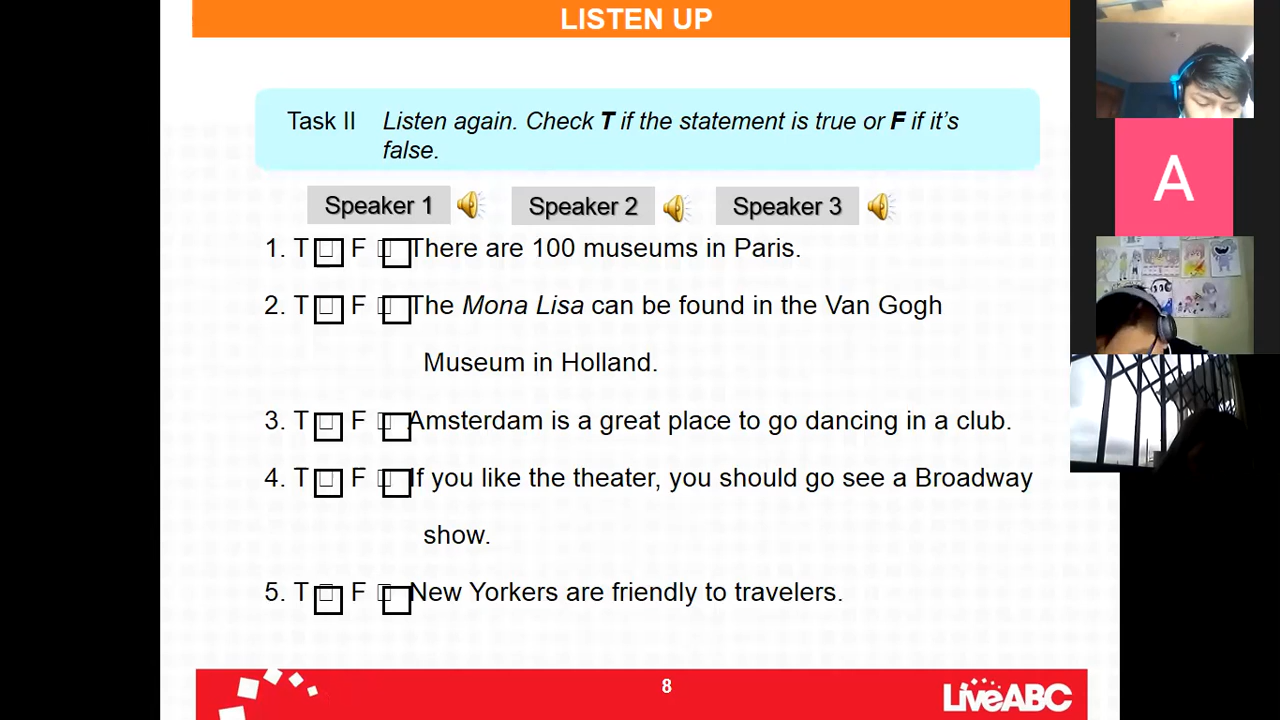 LISTEN UP
Task II Listen again. Check T if the statement is true or F if it's
false.
Speaker 1 Speaker 2 Speaker 3
1. T □ F □ There are 100 museums in Paris.
2. T □ F □ The Mona Lisa can be found in the Van Gogh
Museum in Holland.
3. T □ F □ Amsterdam is a great place to go dancing in a club.
4. T □ F □ If you like the theater, you should go see a Broadway
show.
5. T □ F □ New Yorkers are friendly to travelers.
8
LiveABC
A